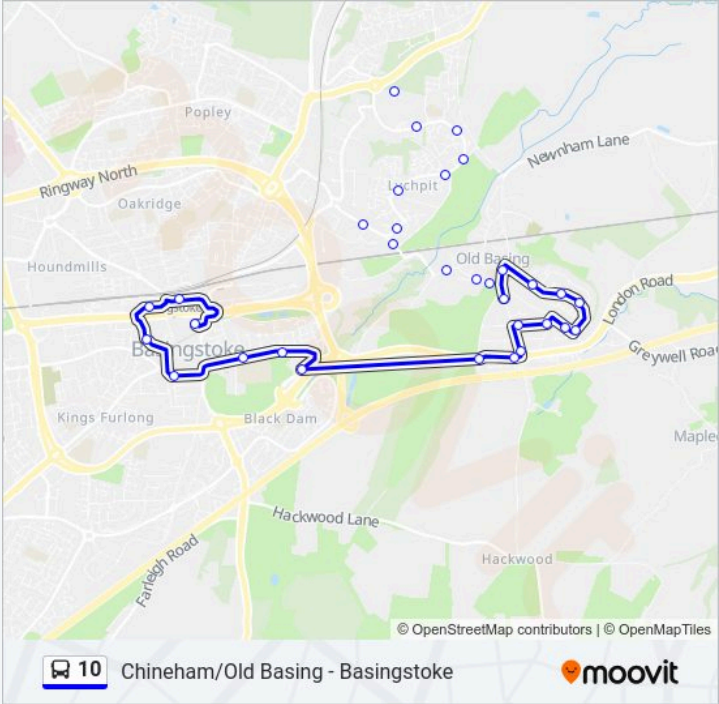 Popley
Newnham Lane
Ringway North
Lychpit
Oakridge
Old Basing
Houndmills
London Road
Basingstoke
Greywell Road
Kings Furlong
Black Dam
Maple
Hackwood Lane
Farleigh Road
Hackwood
© OpenStreetMap contributors | © OpenMapTiles
10 Chineham/Old Basing - Basingstoke
moovit